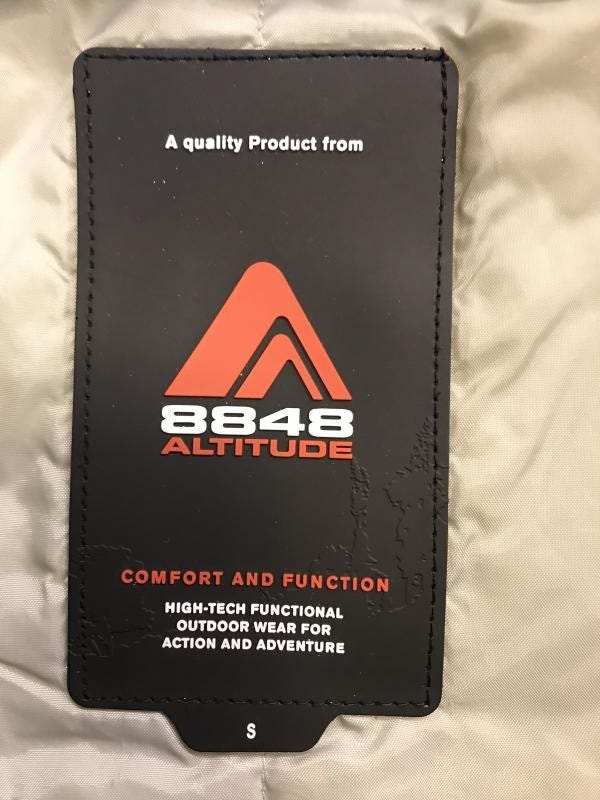 A quality Product from
8848
ALTITUDE
COMFORT AND FUNCTION
HIGH-TECH FUNCTIONAL
OUTDOOR WEAR FOR
ACTION AND ADVENTURE
S